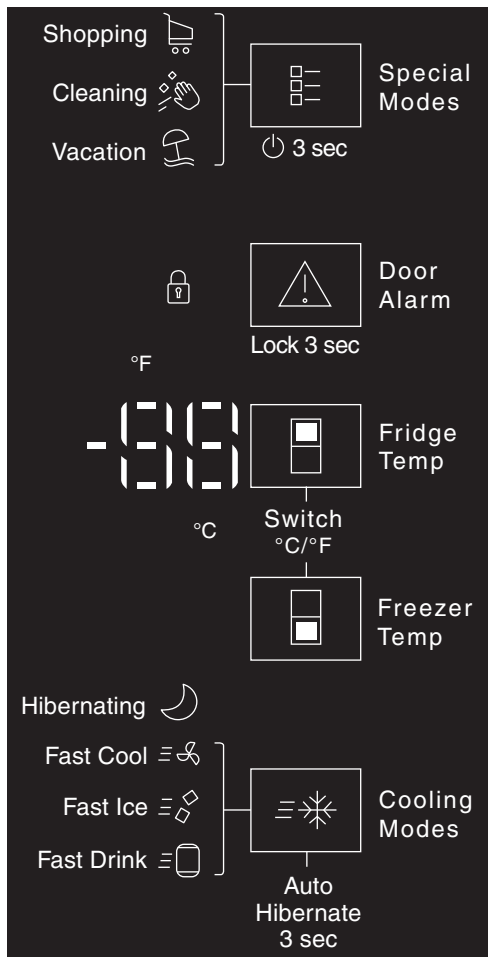 Shopping
Cleaning
Vacation
Special
Modes
3 sec
Door
Alarm
Lock 3 sec
°F
-88
°C
Fridge
Temp
Switch
°C/°F
Freezer
Temp
Hibernating
Fast Cool
Fast Ice
Fast Drink
Cooling
Modes
Auto
Hibernate
3 sec